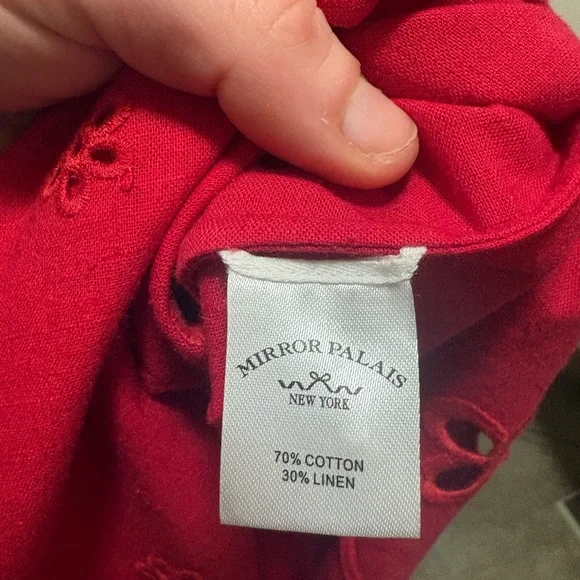 MIRROR PALAIS
NEW YORK
70% COTTON
30% LINEN